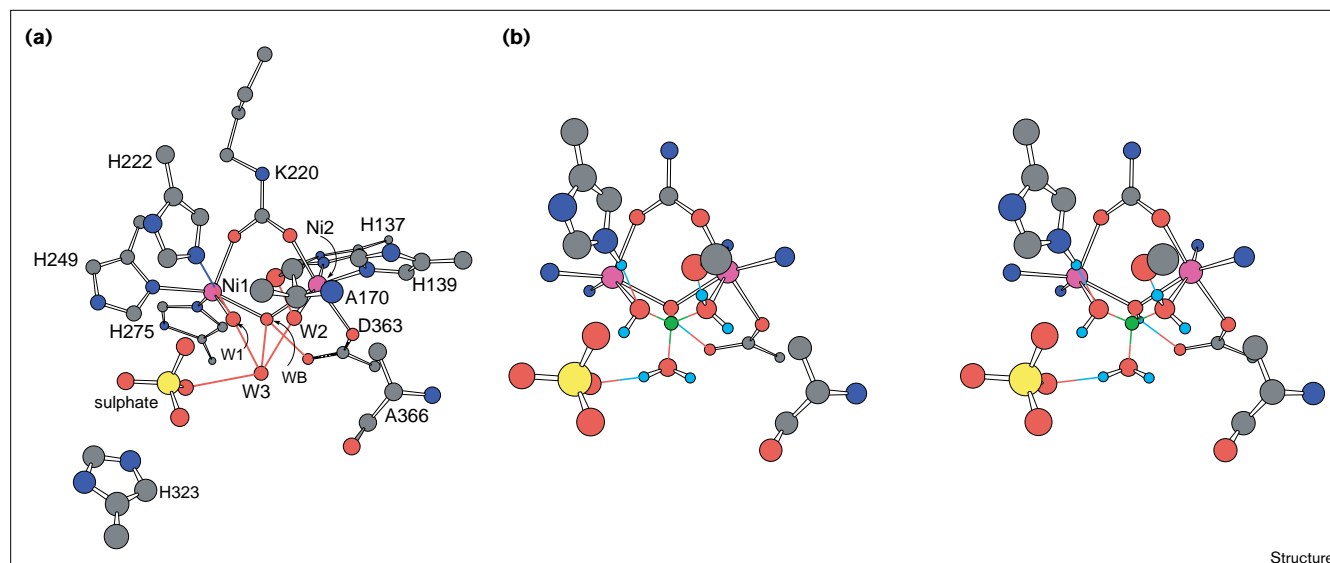 (a)
(b)
H222
K220
Ni2
H137
H249
Ni1
A170
H139
H275
W2
D363
W1
WB
sulphate
W3
A366
H323
Structure